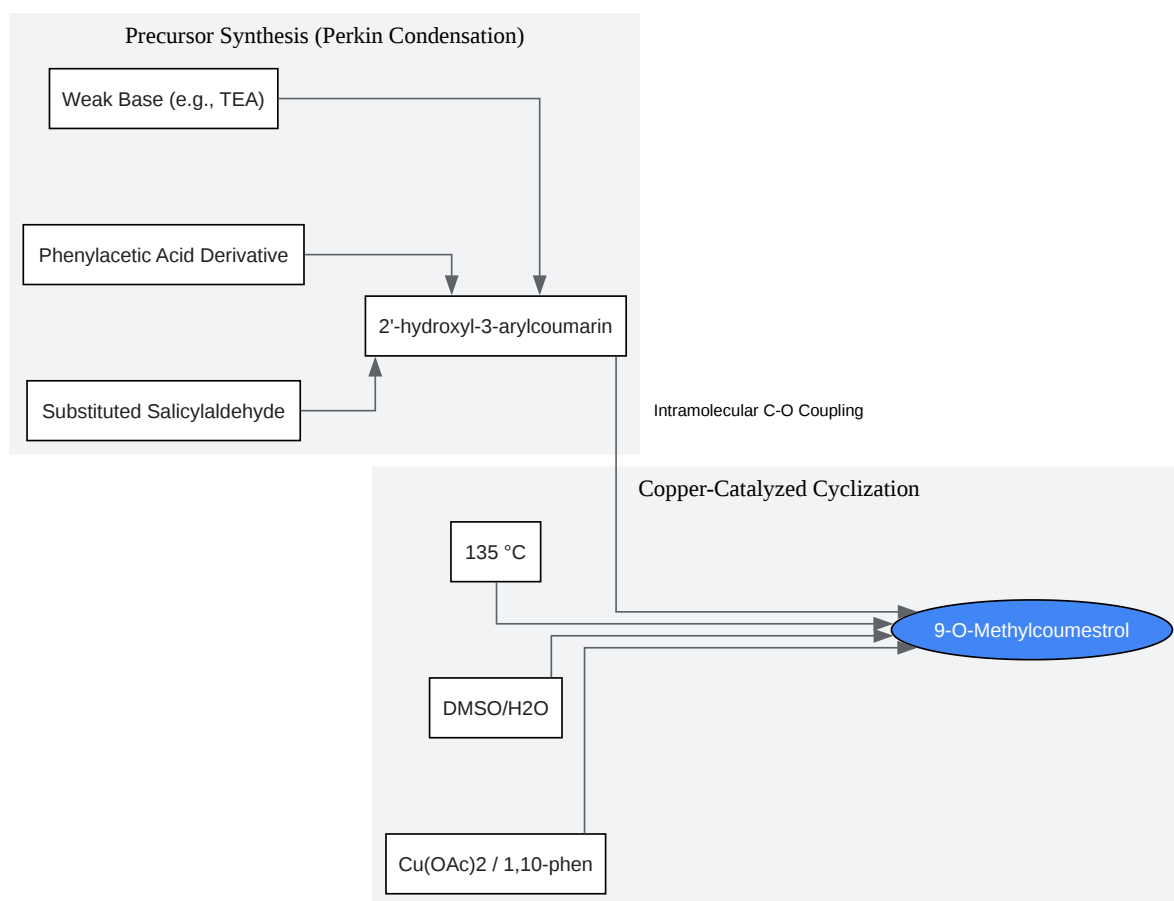 Precursor Synthesis (Perkin Condensation)
Weak Base (e.g., TEA)
Phenylacetic Acid Derivative
2'-hydroxyl-3-arylcoumarin
Substituted Salicylaldehyde
Intramolecular C-O Coupling
Copper-Catalyzed Cyclization
135 °C
9-O-Methylcoumestrol
DMSO/H2O
Cu(OAc)2 / 1,10-phen